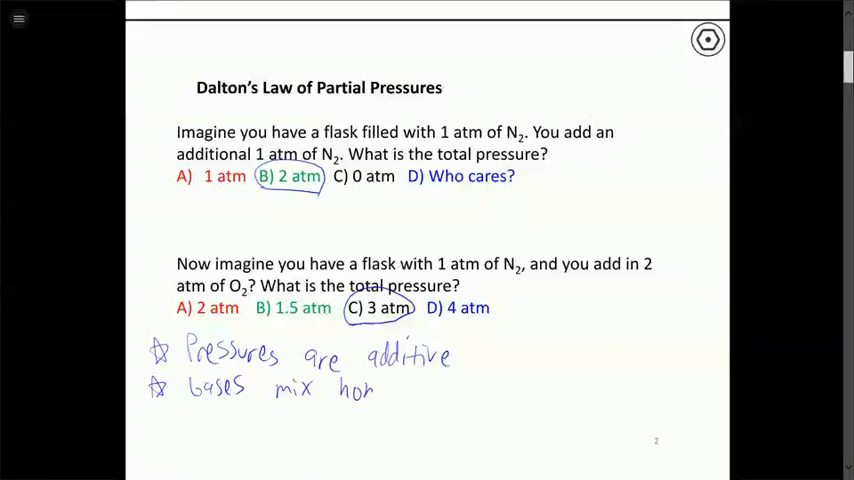 Dalton's Law of Partial Pressures
Imagine you have a flask filled with 1 atm of N₂. You add an
additional 1 atm of N₂. What is the total pressure?
A) 1 atm B) 2 atm C) 0 atm D) Who cares?
Now imagine you have a flask with 1 atm of N₂, and you add in 2
atm of O₂? What is the total pressure?
A) 2 atm B) 1.5 atm C) 3 atm D) 4 atm
☆ Pressures are additive
☆ Gases mix hom
2